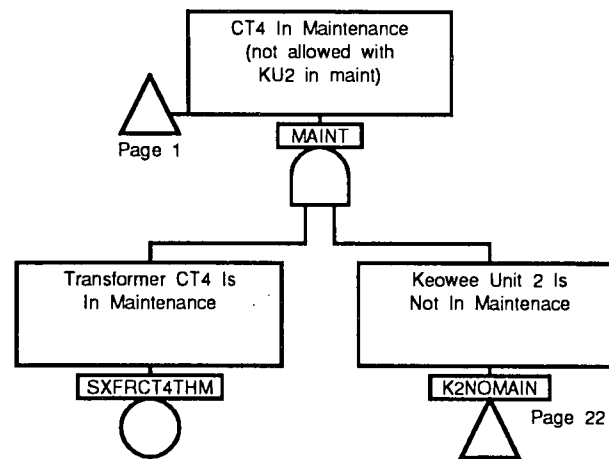 CT4 In Maintenance
(not allowed with
KU2 in maint)
Page 1
MAINT
Transformer CT4 Is
In Maintenance
Keowee Unit 2 Is
Not In Maintenace
SXFRCT4THM
K2NOMAIN
Page 22